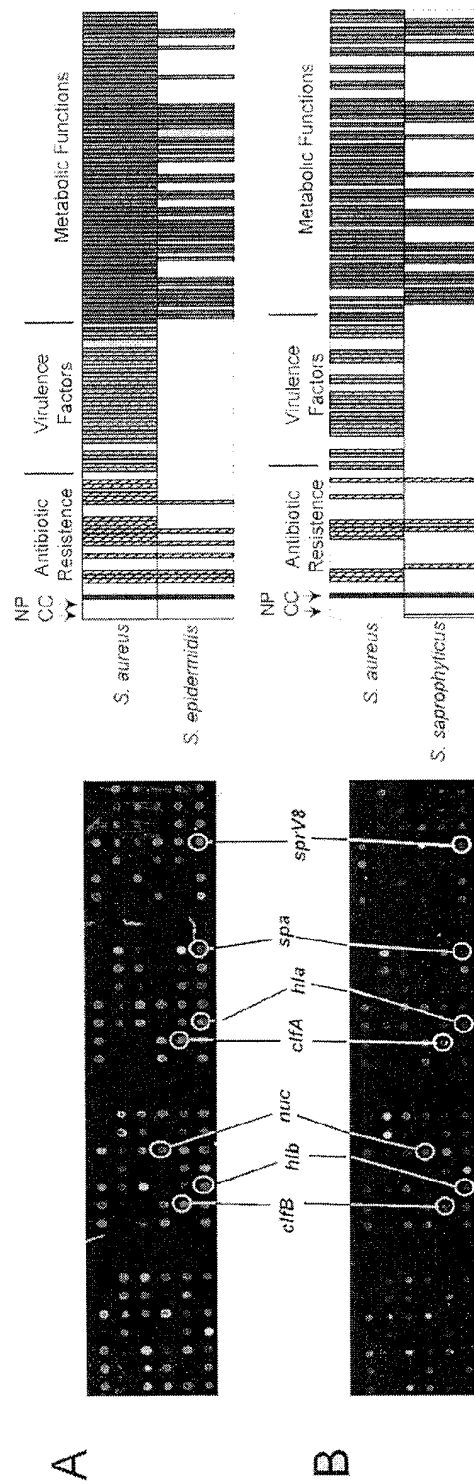 A
clfB
hlb
nuc
clfA
hla
spa
sprV8
NP
CC
Antibiotic
Resistence
Virulence
Factors
Metabolic Functions
S. aureus
S. epidermidis
B
NP
CC
Antibiotic
Resistence
Virulence
Factors
Metabolic Functions
S. aureus
S. saprophyticus